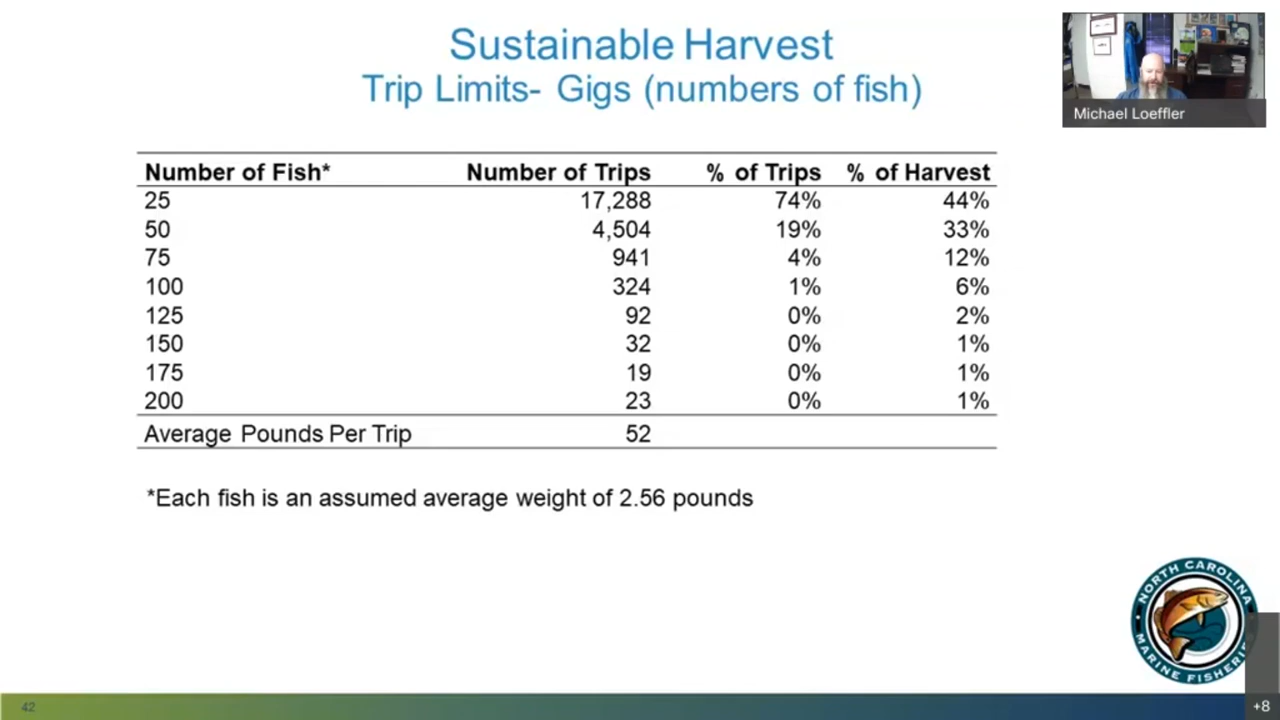 Sustainable Harvest
Trip Limits- Gigs (numbers of fish)
Michael Loeffler
Number of Fish* Number of Trips % of Trips % of Harvest
25 17,288 74% 44%
50 4,504 19% 33%
75 941 4% 12%
100 324 1% 6%
125 92 0% 2%
150 32 0% 1%
175 19 0% 1%
200 23 0% 1%
Average Pounds Per Trip 52
*Each fish is an assumed average weight of 2.56 pounds
NORTH CAROLINA
MARINE FISHERIES
42
+8